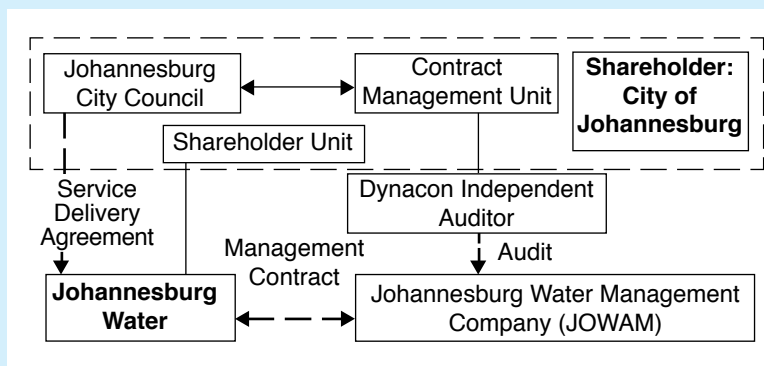 Johannesburg
City Council
Contract
Management Unit
Shareholder:
City of
Johannesburg
Shareholder Unit
Service
Delivery
Agreement
Dynacon Independent
Auditor
Management
Contract
Audit
Johannesburg
Water
Johannesburg Water Management
Company (JOWAM)